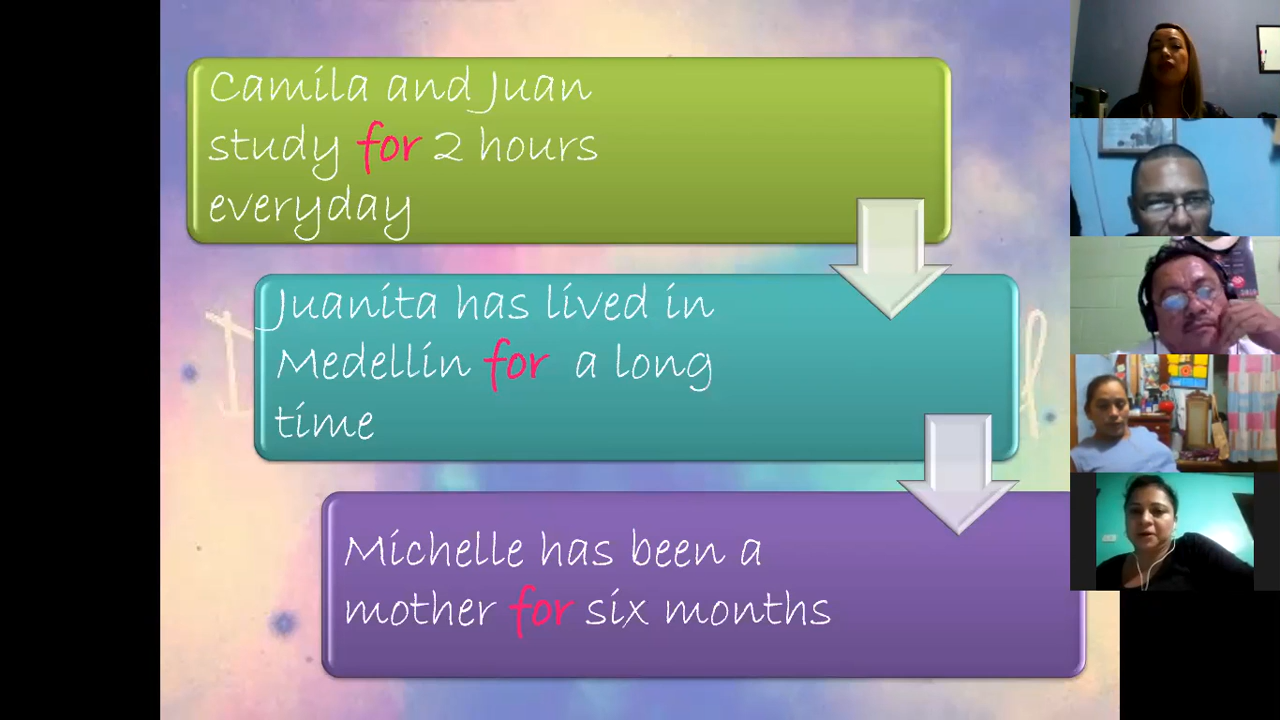 Camila and Juan
study for 2 hours
everyday
Juanita has lived in
Medellin for a long
time
Michelle has been a
mother for six months